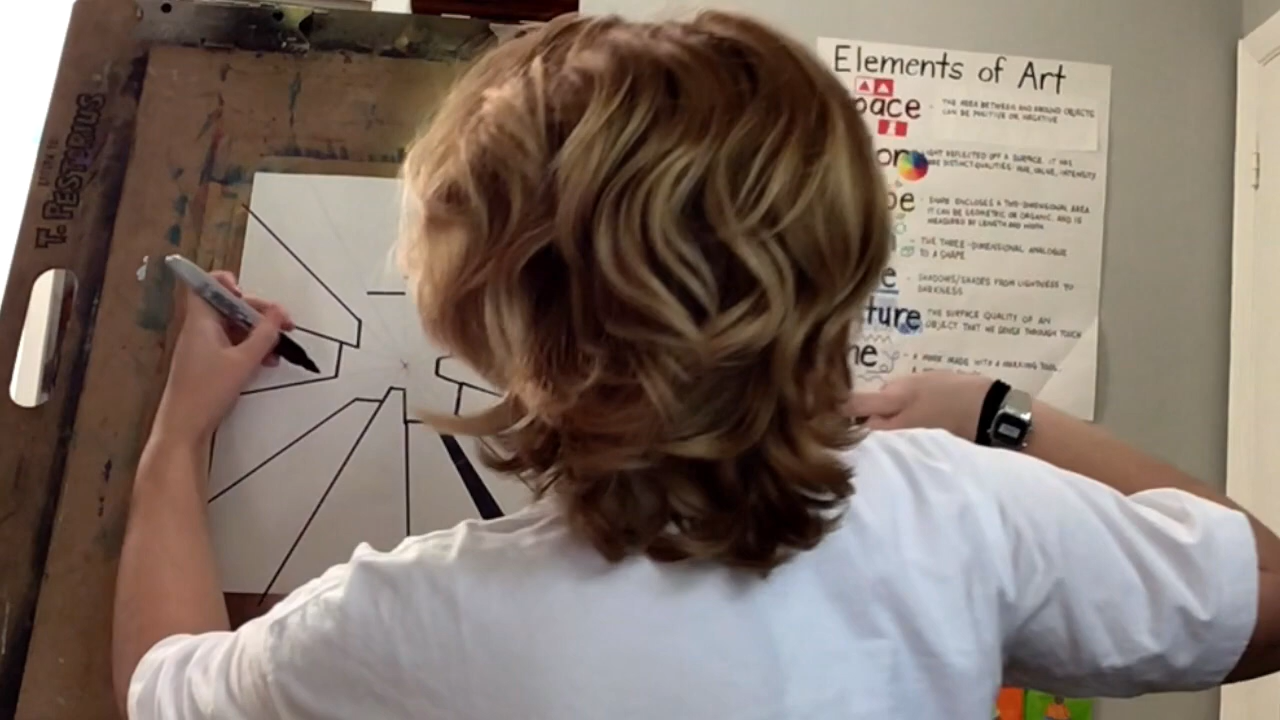 T. PESTORIUS
Elements of Art
pace - THE AREA BETWEEN AND AROUND OBJECTS
CAN BE POSITIVE OR NEGATIVE
or
IGHT REFLECTED OFF A SURFACE. IT HAS
DISTINCT QUALITIES: HUE, VALUE, INTENSITY
pe - SHAPE ENCLOSES A TWO-DIMENSIONAL AREA
IT CAN BE GEOMETRIC OR ORGANIC. AND IS
MEASURED BY LENGTH AND WIDTH
- THE THREE-DIMENSIONAL ANALOGUE
TO A SHAPE
e - SHADOWS/SHADES FROM LIGHTNESS TO
DARKNESS
ture THE SURFACE QUALITY OF AN
OBJECT THAT WE SENSE THROUGH TOUCH
ne - A MARK MADE WITH A MARKING TOOL,